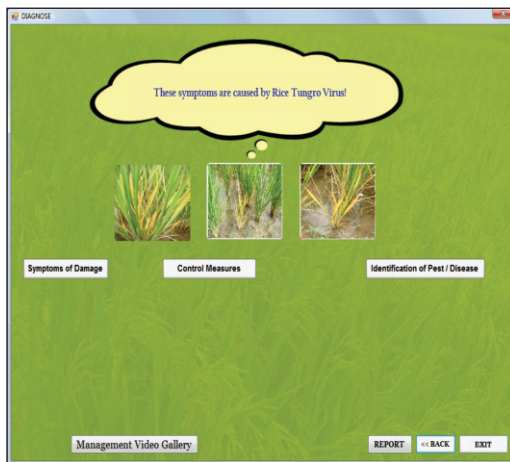 DIAGNOSE
These symptoms are caused by Rice Tungro Virus!
Symptoms of Damage
Control Measures
Identification of Pest / Disease
Management Video Gallery
REPORT
<< BACK
EXIT